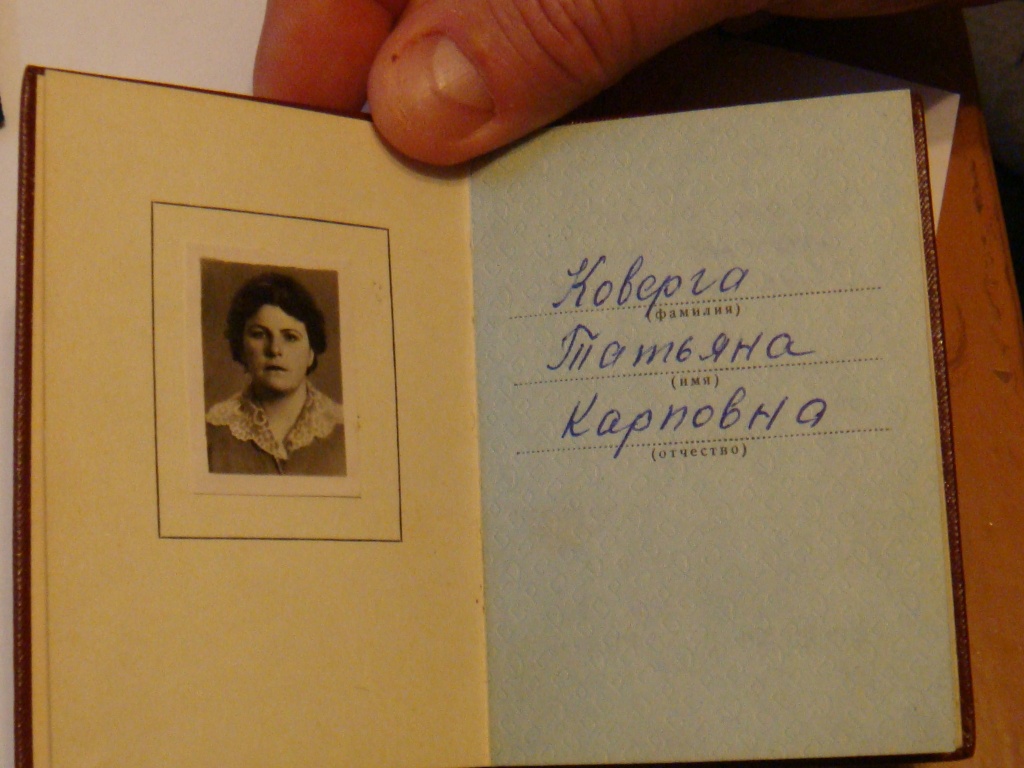 Коверга
(фамилия)
Татьяна
(имя)
Карповна
(отчество)